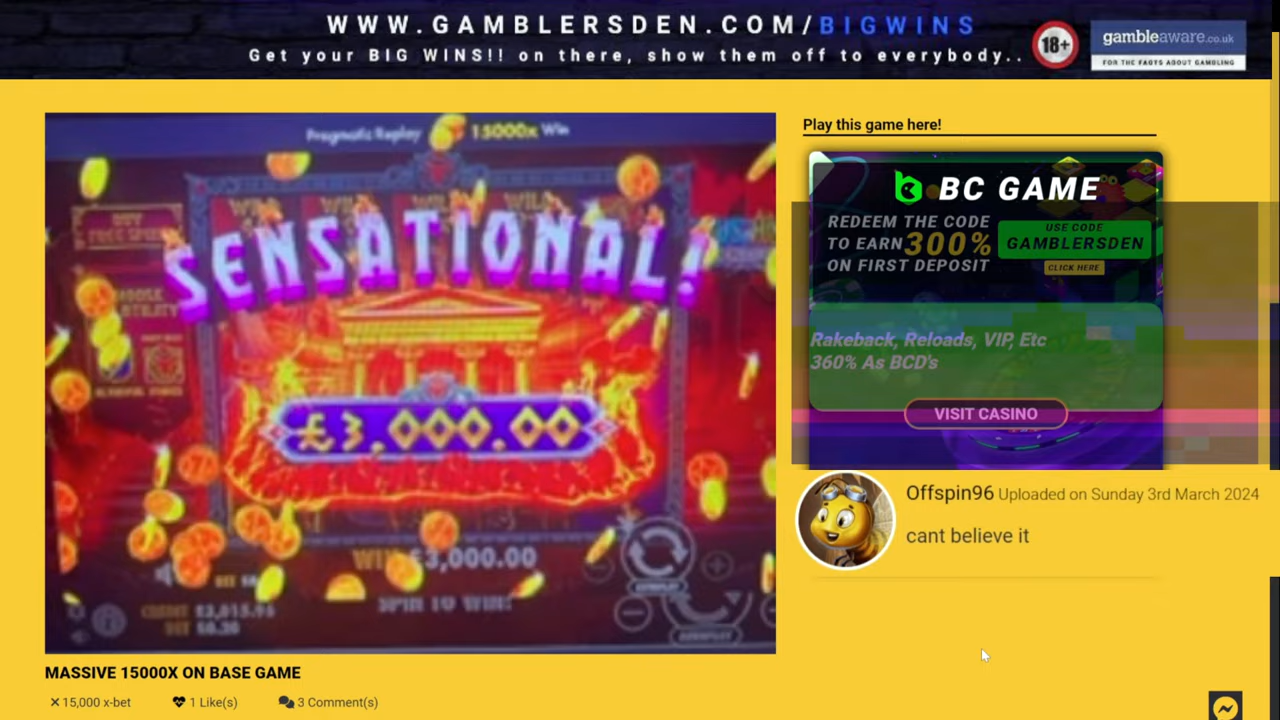 WWW.GAMBLERSDEN.COM/BIGWINS
Get your BIG WINS!! on there, show them off to everybody..
18+
gambleaware.co.uk
FOR THE FACTS ABOUT GAMBLING
Pragmatic Replay 15000x Win
SENSATIONAL!
£3,000.00
WIN £3,000.00
SPIN TO WIN!
CREDIT
BET
MASSIVE 15000X ON BASE GAME
15,000 x-bet
1 Like(s)
3 Comment(s)
Play this game here!
BC GAME
REDEEM THE CODE
TO EARN 300%
ON FIRST DEPOSIT
USE CODE
GAMBLERSDEN
CLICK HERE
Rakeback, Reloads, VIP, Etc
360% As BCD's
VISIT CASINO
Offspin96 Uploaded on Sunday 3rd March 2024
cant believe it